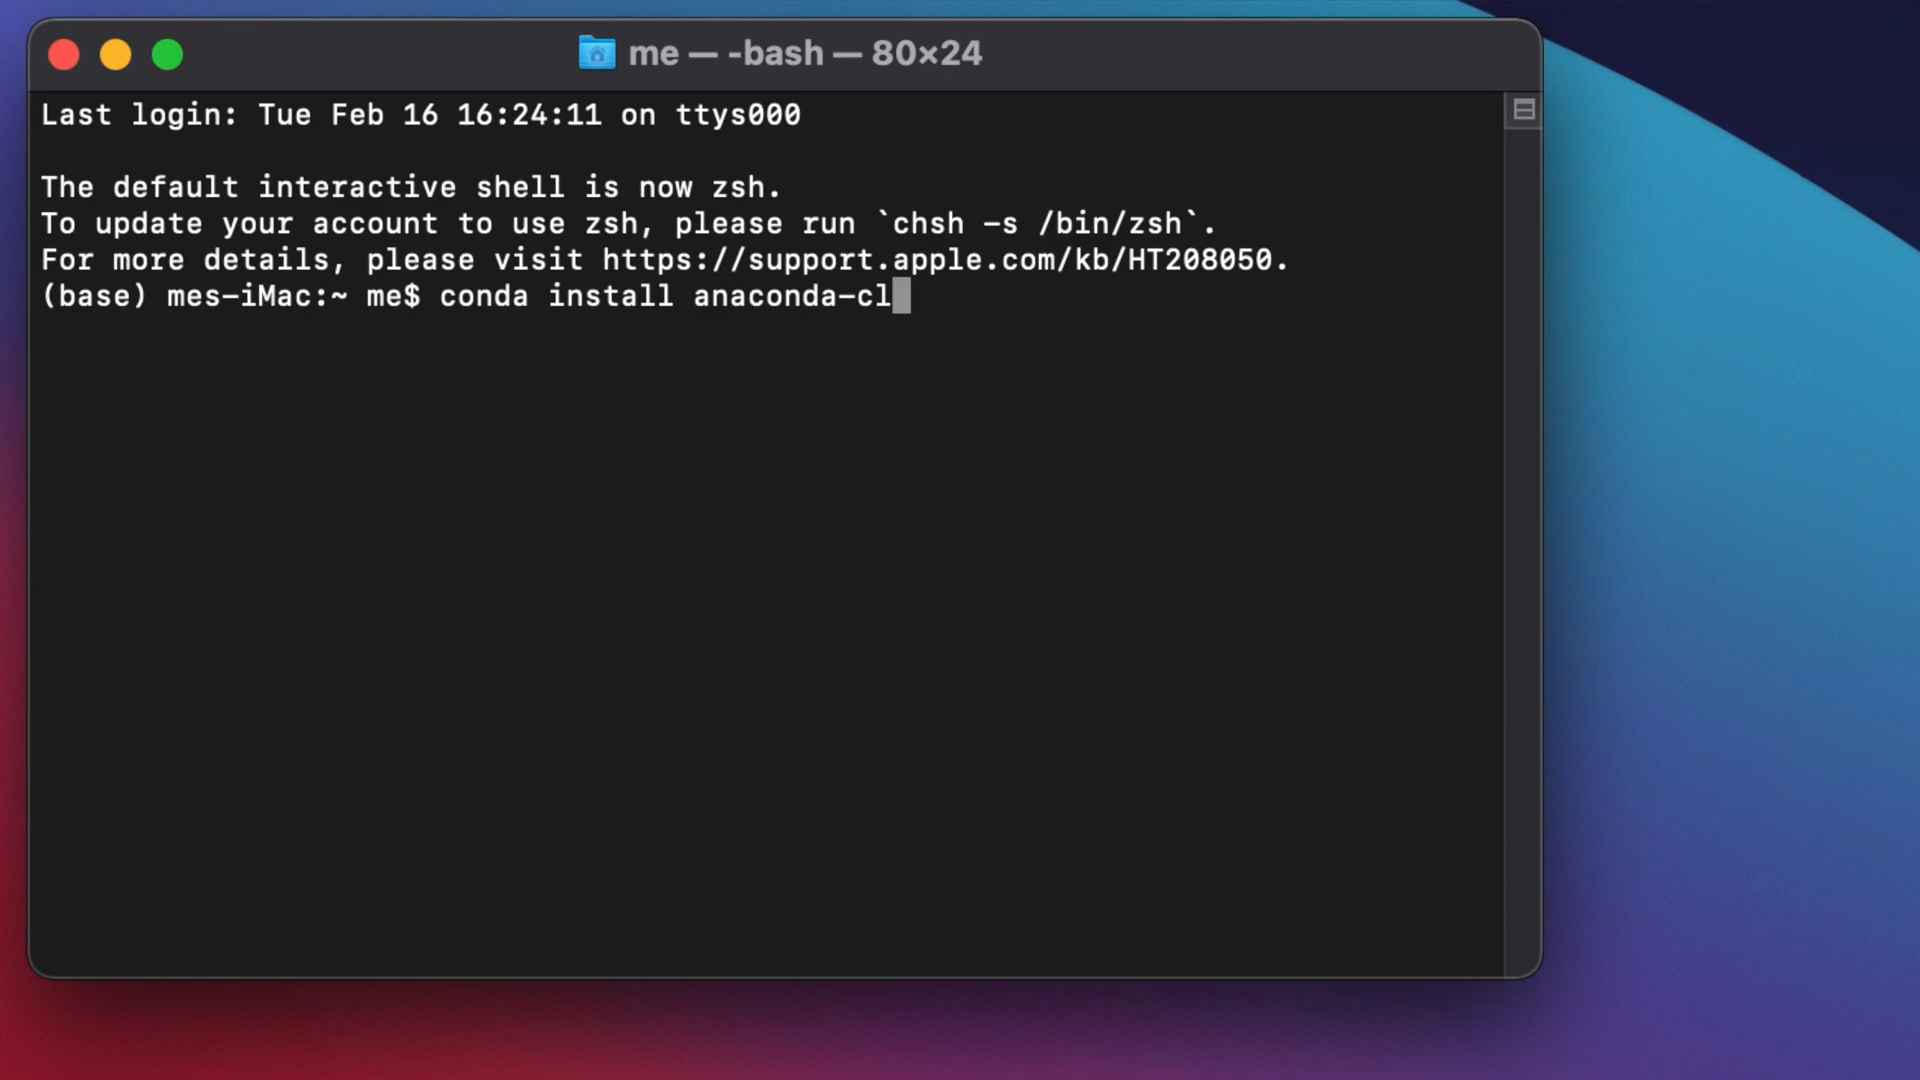 me — -bash — 80×24
Last login: Tue Feb 16 16:24:11 on ttys000
The default interactive shell is now zsh.
To update your account to use zsh, please run `chsh -s /bin/zsh`.
For more details, please visit https://support.apple.com/kb/HT208050.
(base) mes-iMac:~ me$ conda install anaconda-cl